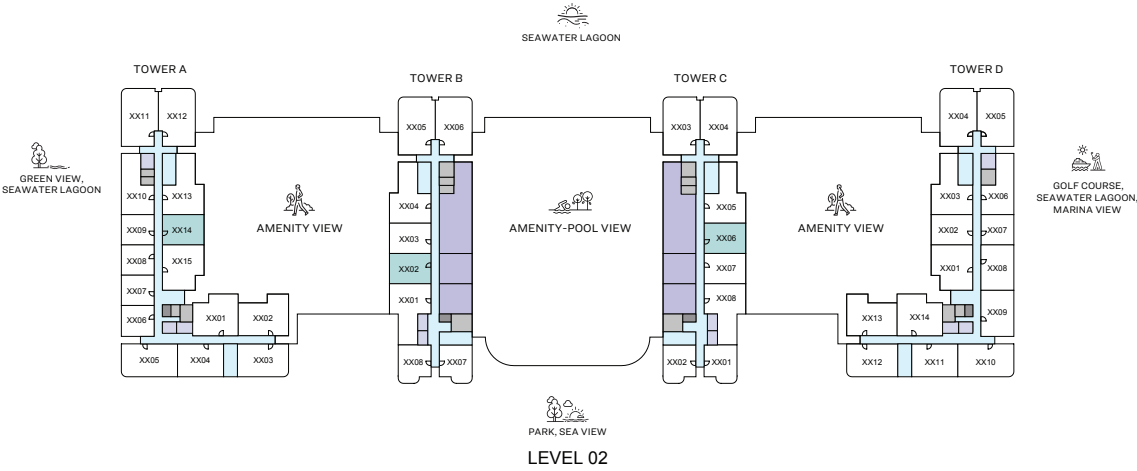 SEAWATER LAGOON
TOWER A
TOWER B
TOWER C
TOWER D
XX11
XX12
XX05
XX06
XX03
XX04
XX04
XX05
GREEN VIEW,
SEAWATER LAGOON
GOLF COURSE,
SEAWATER LAGOON,
MARINA VIEW
XX10
XX13
XX04
XX05
XX03
XX06
XX09
XX14
AMENITY VIEW
XX03
AMENITY-POOL VIEW
XX06
AMENITY VIEW
XX02
XX07
XX08
XX15
XX02
XX07
XX01
XX08
XX07
XX01
XX08
XX06
XX01
XX02
XX13
XX14
XX09
XX05
XX04
XX03
XX08
XX07
XX02
XX01
XX12
XX11
XX10
PARK, SEA VIEW
LEVEL 02